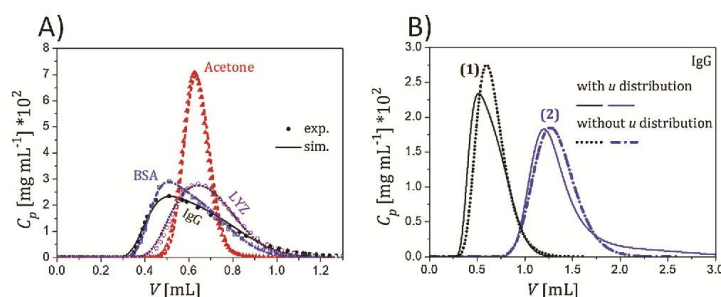 A)
C_p [mg mL⁻¹] *10²
8
7
6
5
4
3
2
1
0
Acetone
exp.
sim.
BSA
LYZ
IgG
0.0 0.2 0.4 0.6 0.8 1.0 1.2
V [mL]
B)
C_p [mg mL⁻¹] *10²
3.0
2.5
2.0
1.5
1.0
0.5
0.0
IgG
(1)
with u distribution
(2)
without u distribution
0.0 0.5 1.0 1.5 2.0 2.5 3.0
V [mL]